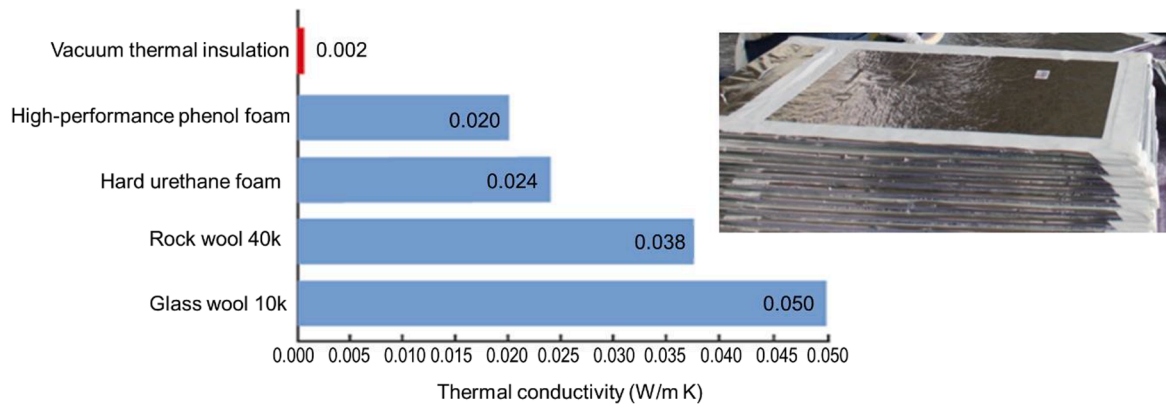 Vacuum thermal insulation 0.002
High-performance phenol foam 0.020
Hard urethane foam 0.024
Rock wool 40k 0.038
Glass wool 10k 0.050
0.000 0.005 0.010 0.015 0.020 0.025 0.030 0.035 0.040 0.045 0.050
Thermal conductivity (W/m K)